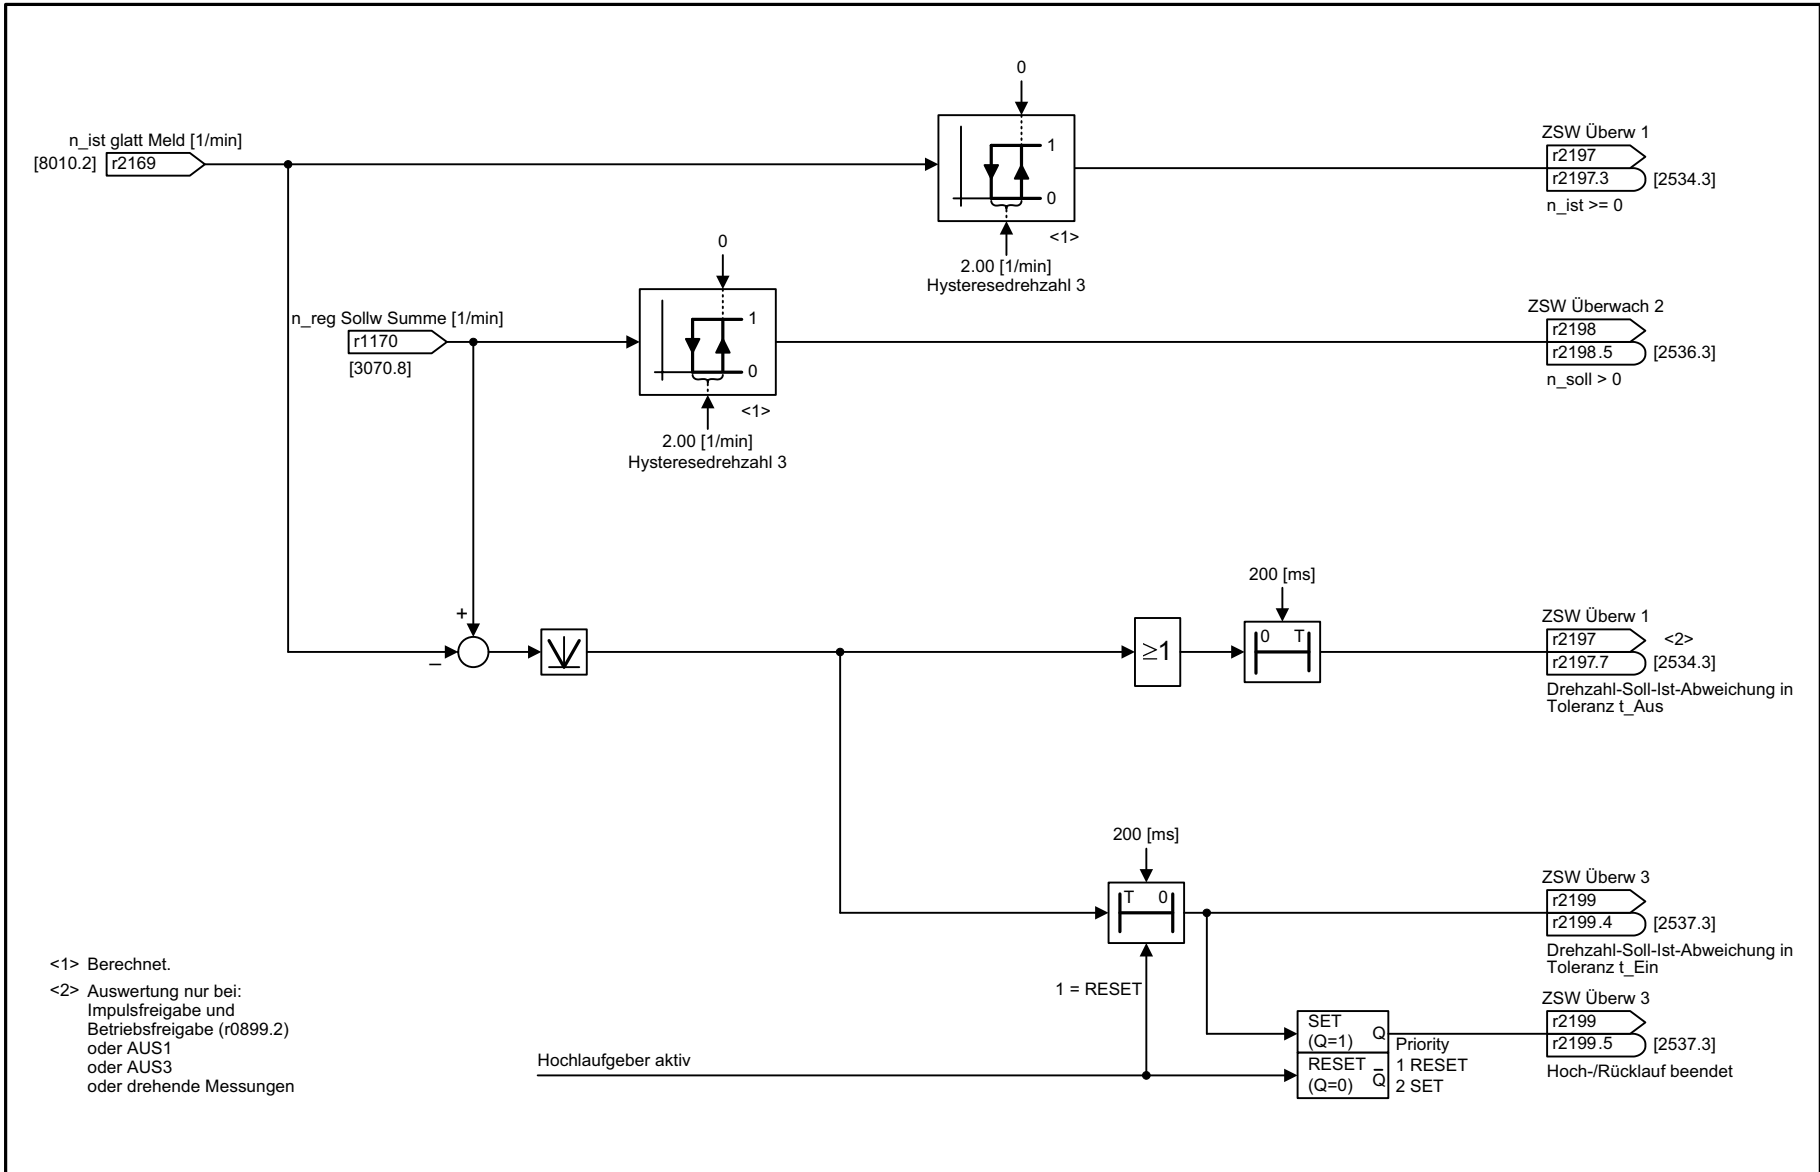 0
n_ist glatt Meld [1/min]
[8010.2] r2169
1
0
<1>
2.00 [1/min]
Hysteresedrehzahl 3
ZSW Überw 1
r2197
r2197.3 [2534.3]
n_ist >= 0
0
n_reg Sollw Summe [1/min]
r1170
[3070.8]
1
0
<1>
2.00 [1/min]
Hysteresedrehzahl 3
ZSW Überwach 2
r2198
r2198.5 [2536.3]
n_soll > 0
+
–
≥1
200 [ms]
0 T
ZSW Überw 1
r2197 <2>
r2197.7 [2534.3]
Drehzahl-Soll-Ist-Abweichung in
Toleranz t_Aus
200 [ms]
T 0
1 = RESET
ZSW Überw 3
r2199
r2199.4 [2537.3]
Drehzahl-Soll-Ist-Abweichung in
Toleranz t_Ein
Hochlaufgeber aktiv
SET Q
(Q=1)
RESET Q̅
(Q=0)
Priority
1 RESET
2 SET
ZSW Überw 3
r2199
r2199.5 [2537.3]
Hoch-/Rücklauf beendet
<1> Berechnet.
<2> Auswertung nur bei:
Impulsfreigabe und
Betriebsfreigabe (r0899.2)
oder AUS1
oder AUS3
oder drehende Messungen